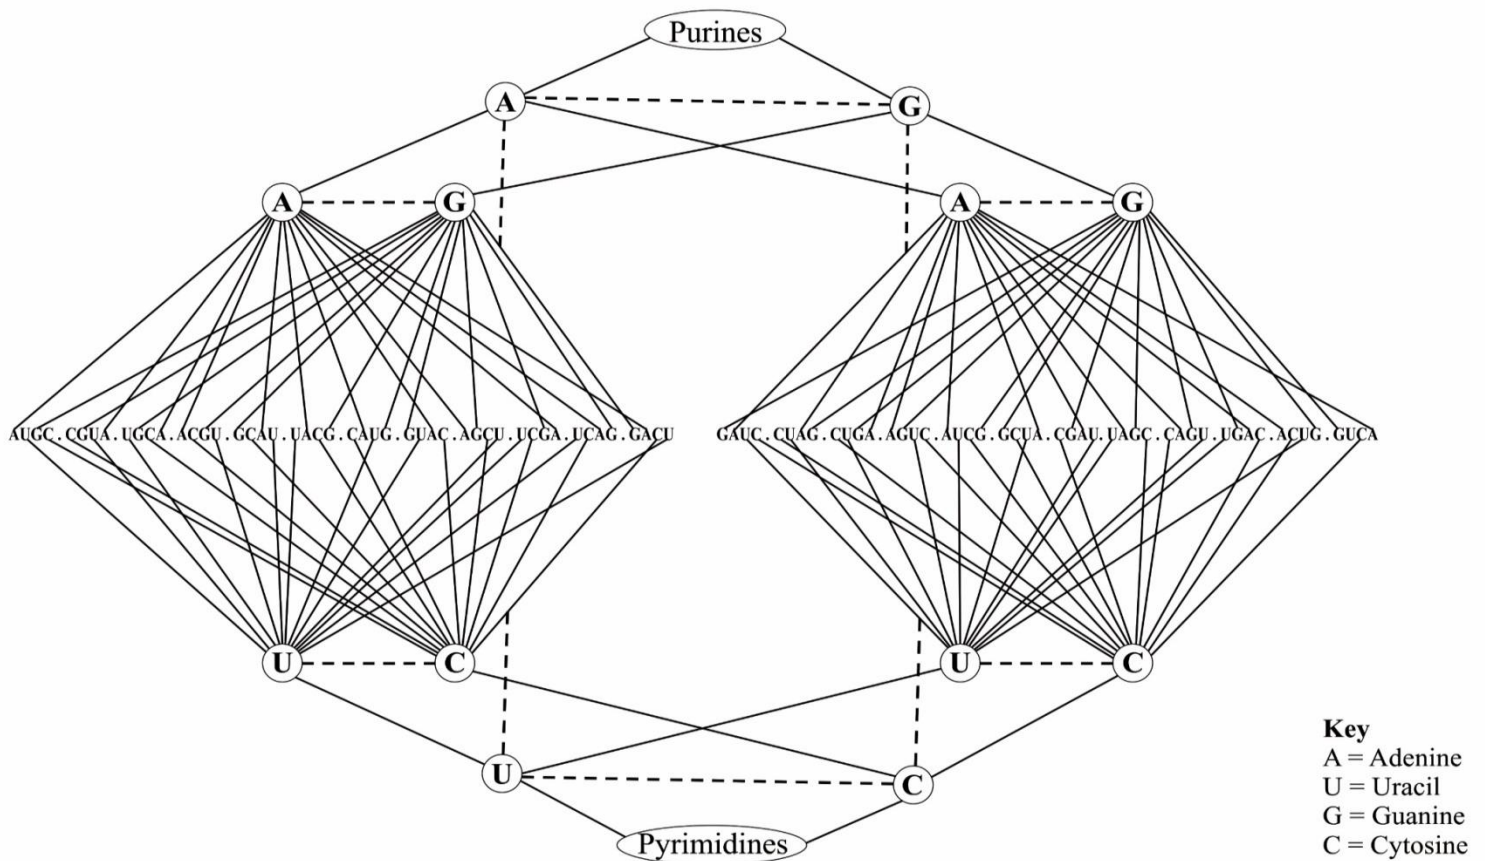 Purines
A G
A G A G
AUGC . CGUA . UGCA . ACGU . GCAU . UACG . CAUG . GUAC . AGCU . UCGA . UCAG . GACU
GAUC . CUAG . CUGA . AGUC . AUCG . GCUA . CGAU . UAGC . CAGU . UGAC . ACUG . GUCA
U C U C
U C
Pyrimidines
Key
A = Adenine
U = Uracil
G = Guanine
C = Cytosine